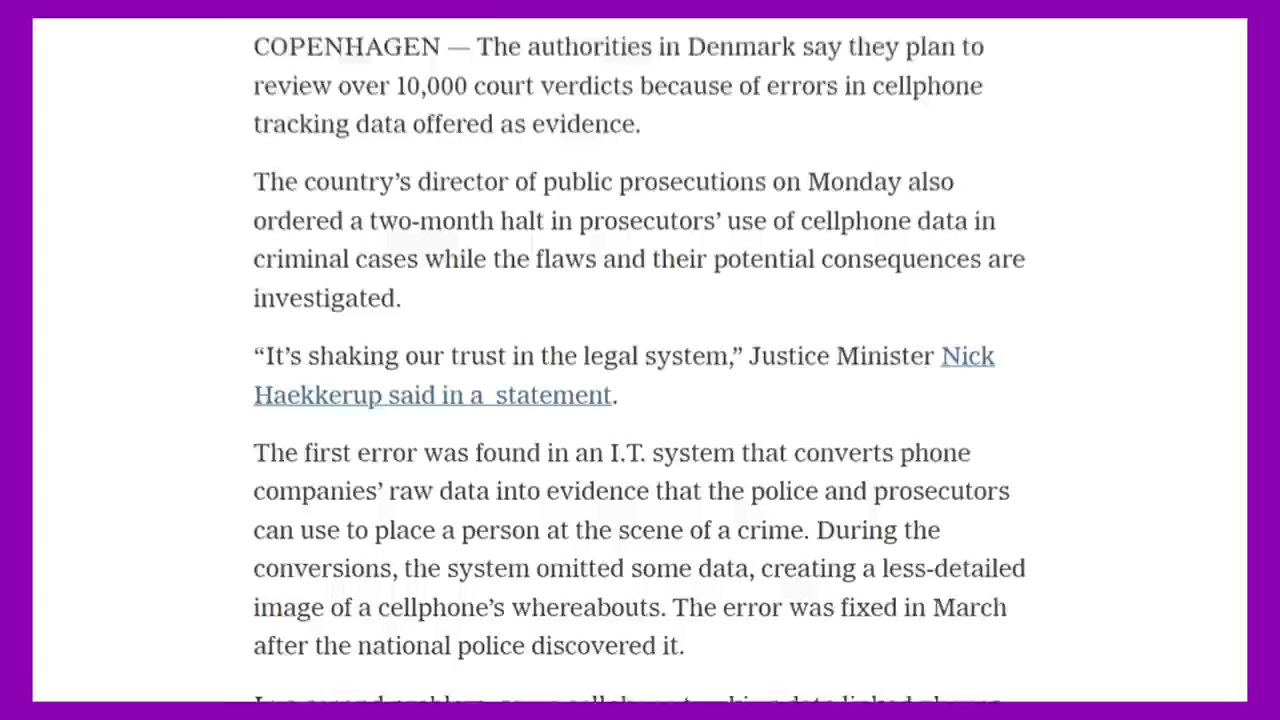 COPENHAGEN — The authorities in Denmark say they plan to
review over 10,000 court verdicts because of errors in cellphone
tracking data offered as evidence.
The country’s director of public prosecutions on Monday also
ordered a two-month halt in prosecutors’ use of cellphone data in
criminal cases while the flaws and their potential consequences are
investigated.
“It’s shaking our trust in the legal system,” Justice Minister Nick
Haekkerup said in a statement.
The first error was found in an I.T. system that converts phone
companies’ raw data into evidence that the police and prosecutors
can use to place a person at the scene of a crime. During the
conversions, the system omitted some data, creating a less-detailed
image of a cellphone’s whereabouts. The error was fixed in March
after the national police discovered it.